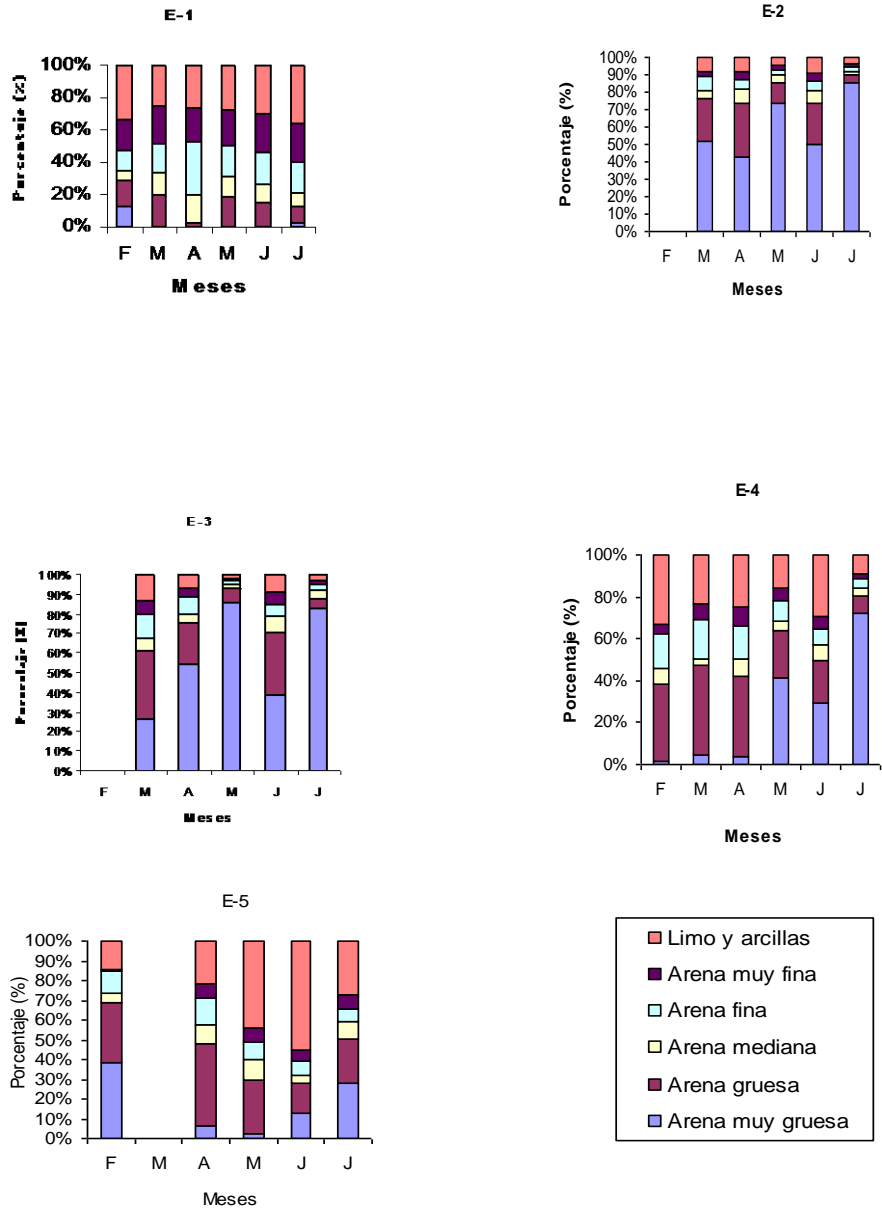 E-1
Porcentaje (%)
100%
80%
60%
40%
20%
0%
F M A M J J
Meses
E-2
Porcentaje (%)
100%
90%
80%
70%
60%
50%
40%
30%
20%
10%
0%
F M A M J J
Meses
E-3
Porcentaje (%)
100%
90%
80%
70%
60%
50%
40%
30%
20%
10%
0%
F M A M J J
Meses
E-4
Porcentaje (%)
100%
80%
60%
40%
20%
0%
F M A M J J
Meses
E-5
Porcentaje (%)
100%
90%
80%
70%
60%
50%
40%
30%
20%
10%
0%
F M A M J J
Meses
Limo y arcillas
Arena muy fina
Arena fina
Arena mediana
Arena gruesa
Arena muy gruesa